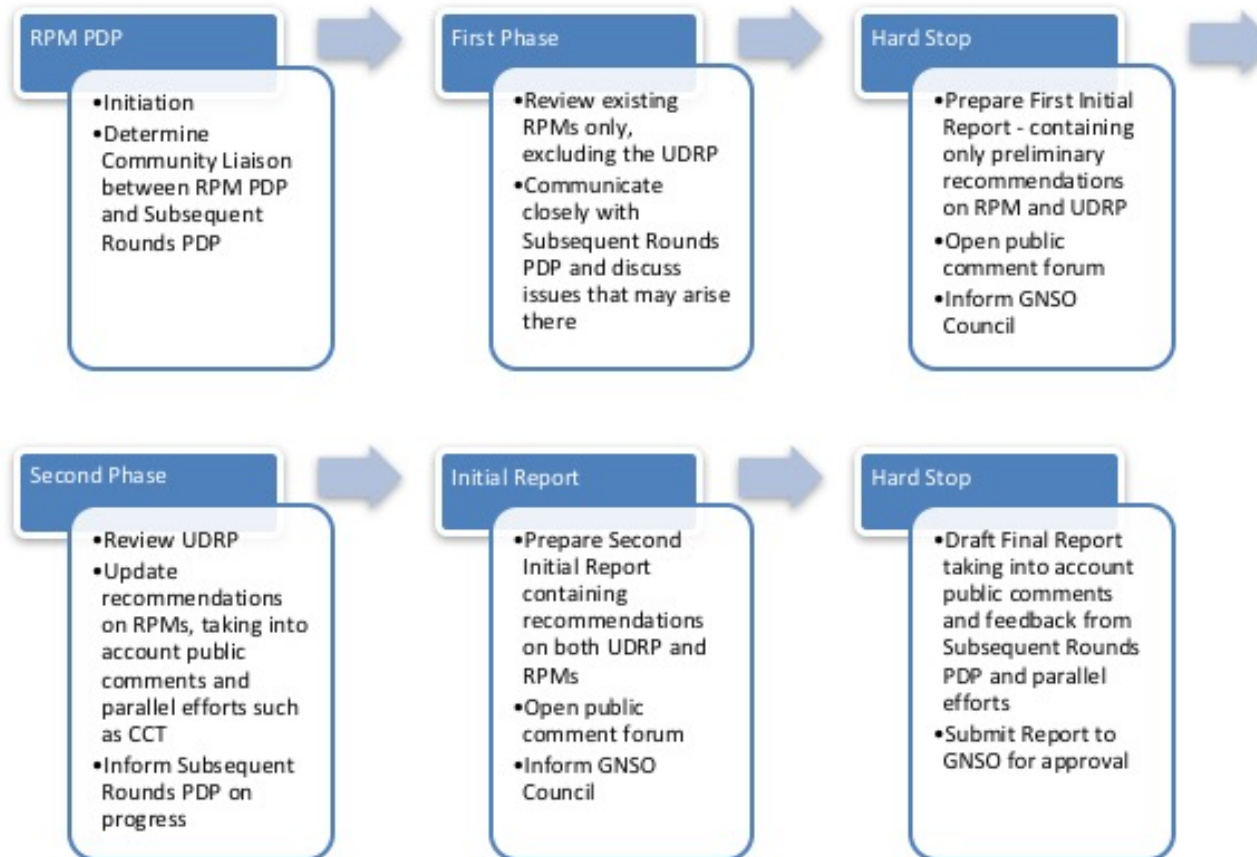 RPM PDP
•Initiation
•Determine
Community Liaison
between RPM PDP
and Subsequent
Rounds PDP
First Phase
•Review existing
RPMs only,
excluding the UDRP
•Communicate
closely with
Subsequent Rounds
PDP and discuss
issues that may arise
there
Hard Stop
•Prepare First Initial
Report - containing
only preliminary
recommendations
on RPM and UDRP
•Open public
comment forum
•Inform GNSO
Council
Second Phase
•Review UDRP
•Update
recommendations
on RPMs, taking into
account public
comments and
parallel efforts such
as CCT
•Inform Subsequent
Rounds PDP on
progress
Initial Report
•Prepare Second
Initial Report
containing
recommendations
on both UDRP and
RPMs
•Open public
comment forum
•Inform GNSO
Council
Hard Stop
•Draft Final Report
taking into account
public comments
and feedback from
Subsequent Rounds
PDP and parallel
efforts
•Submit Report to
GNSO for approval